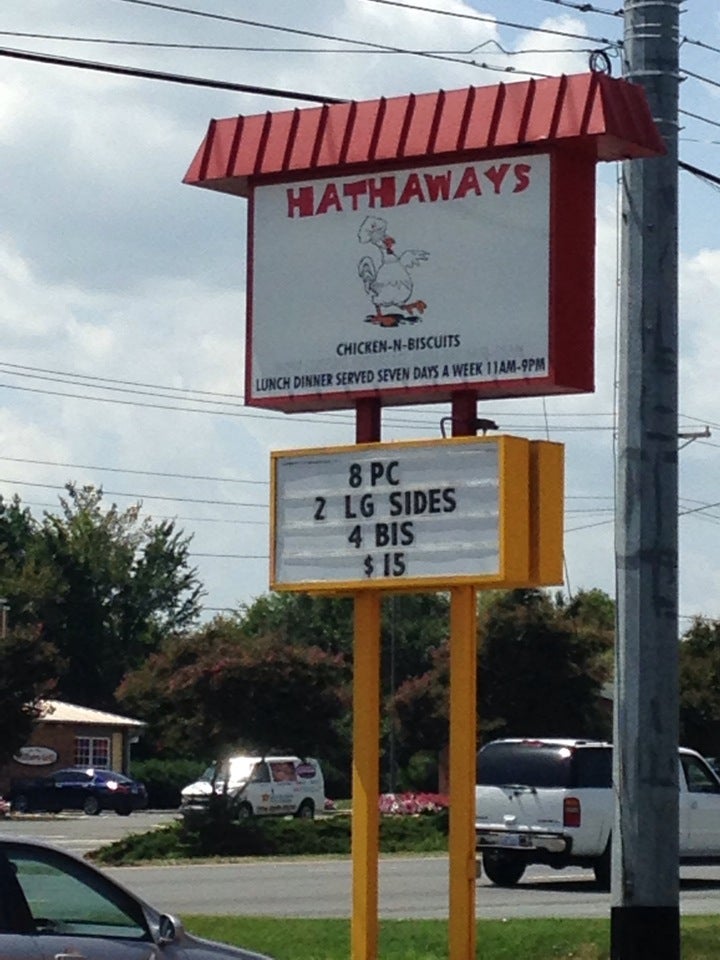 HATHAWAYS
CHICKEN-N-BISCUITS
LUNCH DINNER SERVED SEVEN DAYS A WEEK 11AM-9PM
8 PC
2 LG SIDES
4 BIS
$15